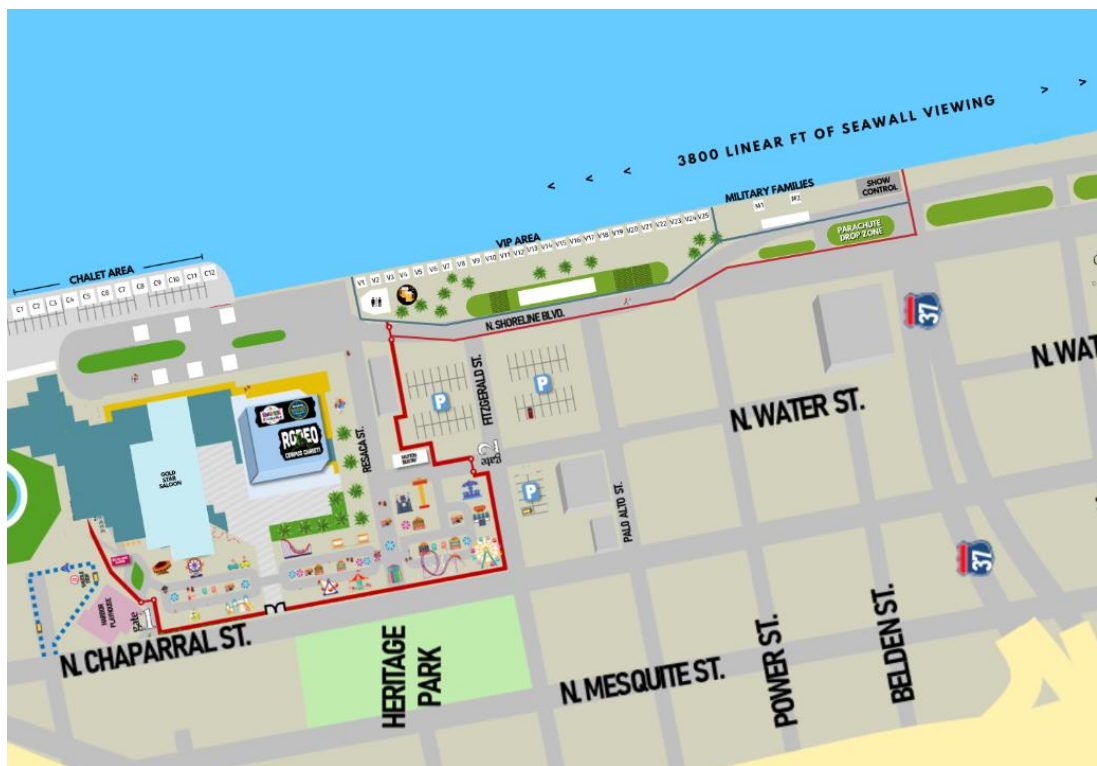 3800 LINEAR FT OF SEAWALL VIEWING
MILITARY FAMILIES
M1
M2
SHOW
CONTROL
PARACHUTE
DROP ZONE
VIP AREA
V1 V2 V3 V4 V5 V6 V7 V8 V9 V10 V11 V12 V13 V14 V15 V16 V17 V18 V19 V20 V21 V22 V23 V24 V25
CHALET AREA
C1 C2 C3 C4 C5 C6 C7 C8 C9 C10 C11 C12
N. SHORELINE BLVD.
37
N. WATER ST.
N. WAT
FITZGERALD ST.
P
P
P
RESACA ST.
gate 2
RODEO
CORPUS CHRISTI
GOLD
STAR
SALOON
PALO ALTO ST.
37
HARBOR
PLAYHOUSE
gate 1
N. CHAPARRAL ST.
HERITAGE
PARK
N. MESQUITE ST.
POWER ST.
BELDEN ST.